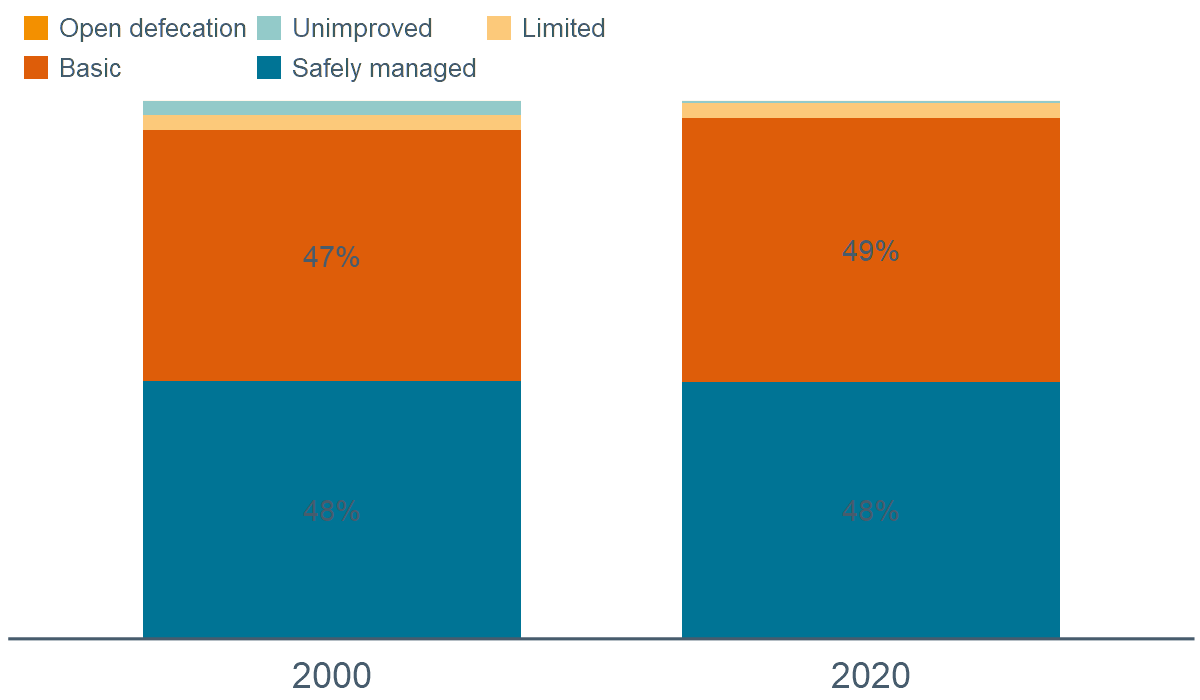 Open defecation Unimproved Limited
Basic Safely managed
47%
49%
48%
48%
2000 2020